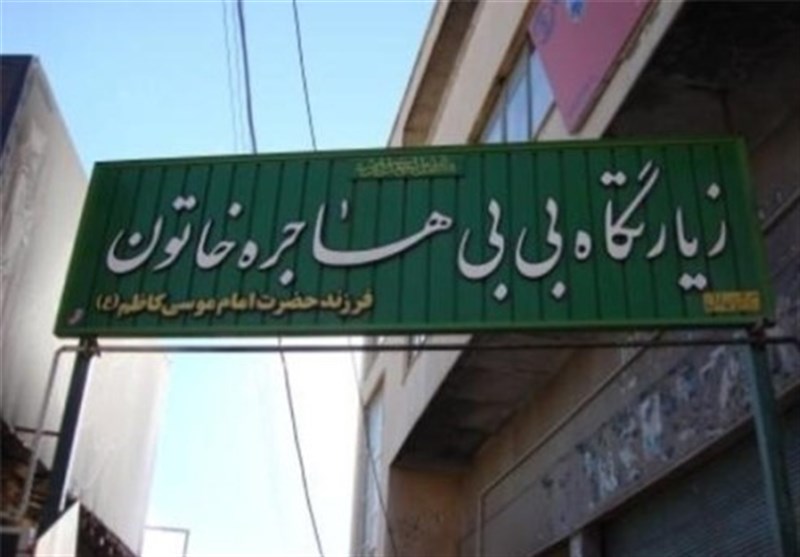 زیارتگاه بی بی هاجره خاتون
فرزند حضرت امام موسی کاظم (ع)